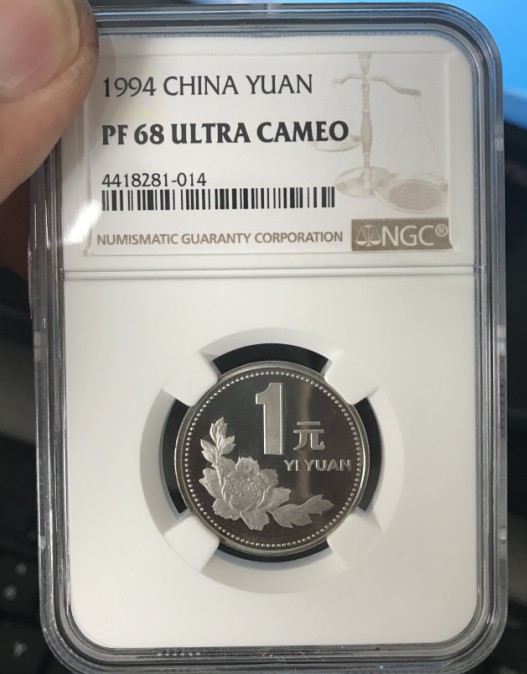 1994 CHINA YUAN
PF 68 ULTRA CAMEO
4418281-014
NUMISMATIC GUARANTY CORPORATION NGC®
1元
YI YUAN